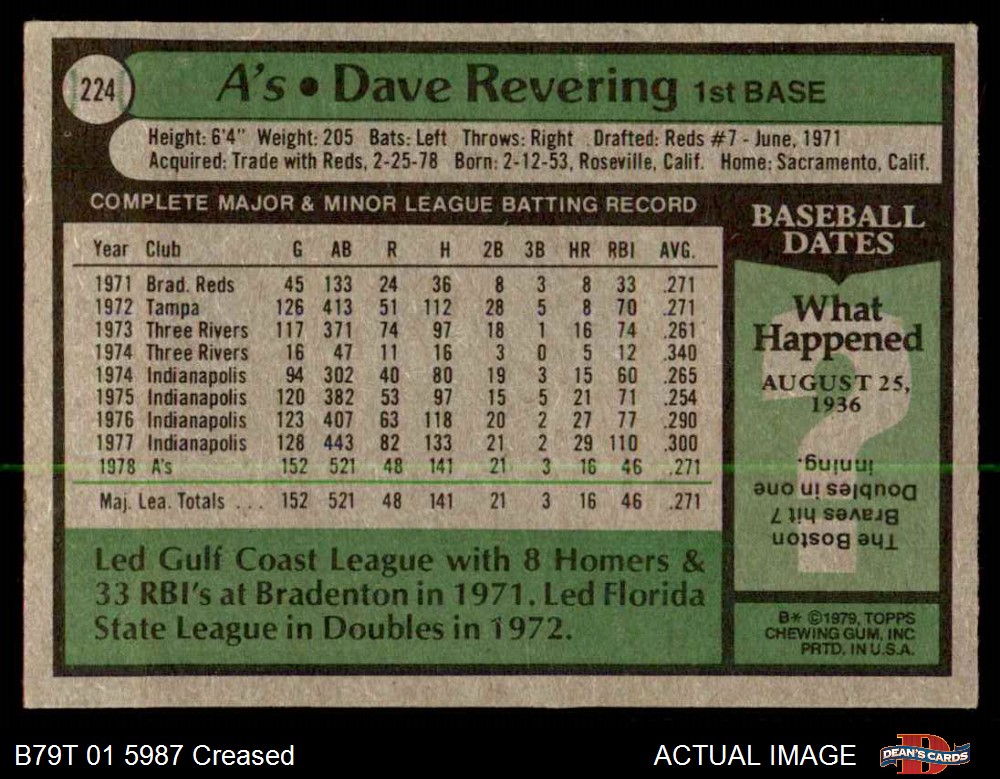 224
A's • Dave Revering 1st BASE
Height: 6'4" Weight: 205 Bats: Left Throws: Right Drafted: Reds #7 - June, 1971
Acquired: Trade with Reds, 2-25-78 Born: 2-12-53, Roseville, Calif. Home: Sacramento, Calif.
COMPLETE MAJOR & MINOR LEAGUE BATTING RECORD
Year Club G AB R H 2B 3B HR RBI AVG.
1971 Brad. Reds 45 133 24 36 8 3 8 33 .271
1972 Tampa 126 413 51 112 28 5 8 70 .271
1973 Three Rivers 117 371 74 97 18 1 16 74 .261
1974 Three Rivers 16 47 11 16 3 0 5 12 .340
1974 Indianapolis 94 302 40 80 19 3 15 60 .265
1975 Indianapolis 120 382 53 97 15 5 21 71 .254
1976 Indianapolis 123 407 63 118 20 2 27 77 .290
1977 Indianapolis 128 443 82 133 21 2 29 110 .300
1978 A's 152 521 48 141 21 3 16 46 .271
Maj. Lea. Totals . . . 152 521 48 141 21 3 16 46 .271
Led Gulf Coast League with 8 Homers &
33 RBI's at Bradenton in 1971. Led Florida
State League in Doubles in 1972.
BASEBALL
DATES
What
Happened
AUGUST 25,
1936
?
The Boston
Braves hit 7
Doubles in one
inning.
B* ©1979, TOPPS
CHEWING GUM, INC
PRTD. IN U.S.A.
B79T 01 5987 Creased
ACTUAL IMAGE
DEAN'S CARDS